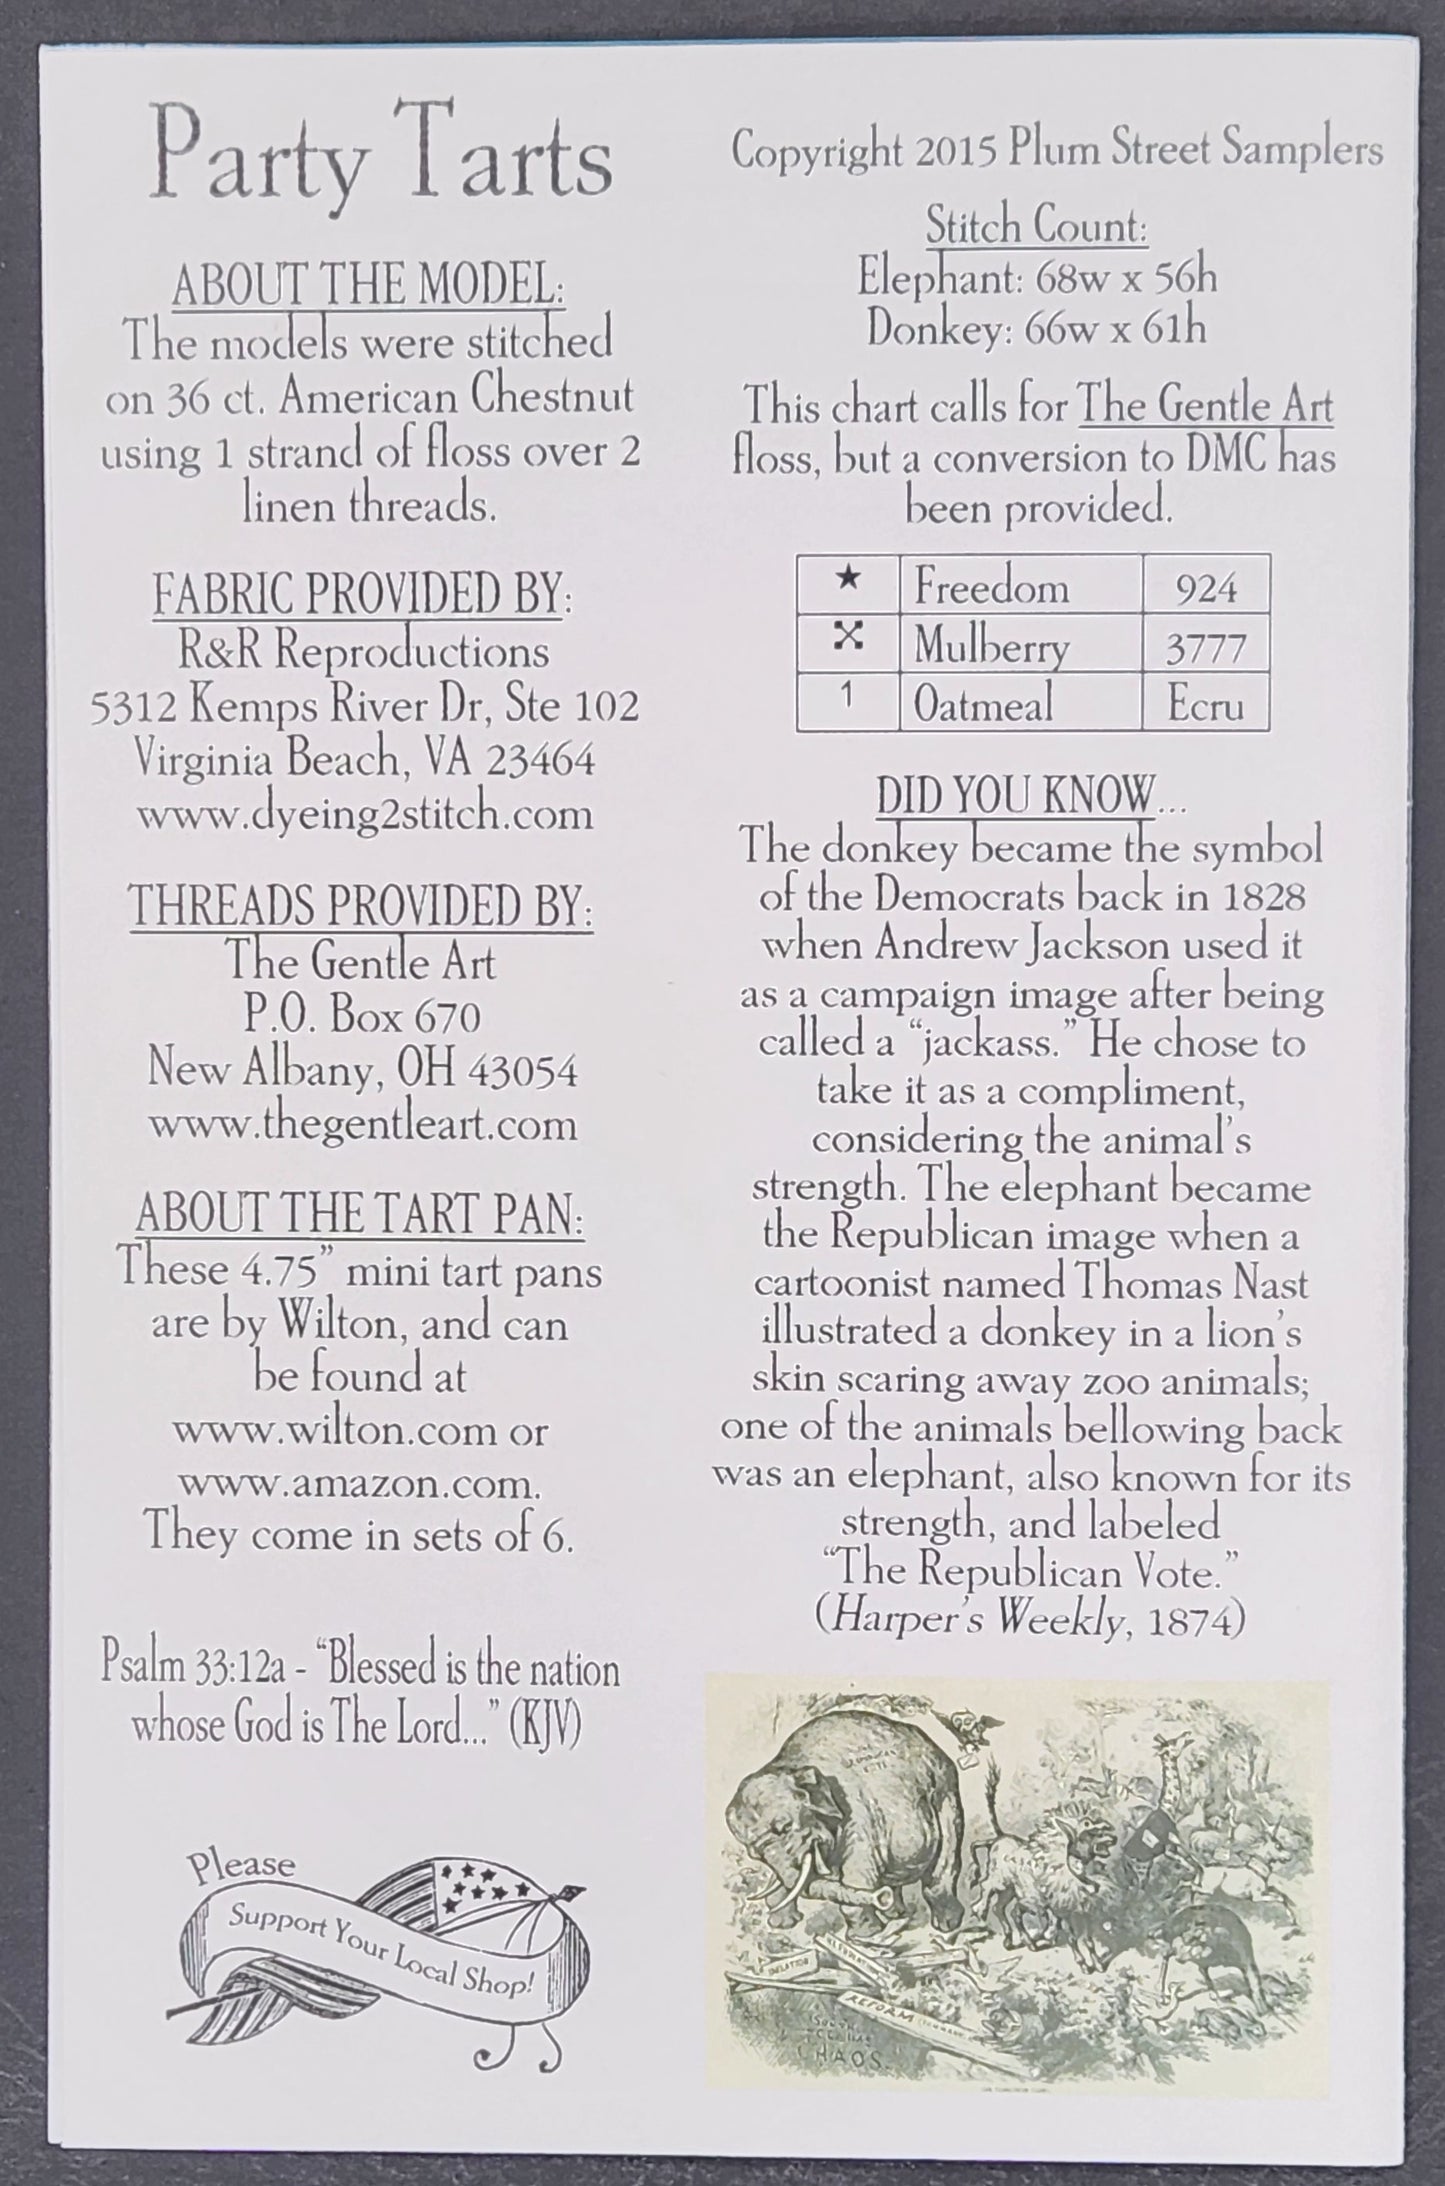 Party Tarts
ABOUT THE MODEL:
The models were stitched
on 36 ct. American Chestnut
using 1 strand of floss over 2
linen threads.
FABRIC PROVIDED BY:
R&R Reproductions
5312 Kemps River Dr, Ste 102
Virginia Beach, VA 23464
www.dyeing2stitch.com
THREADS PROVIDED BY:
The Gentle Art
P.O. Box 670
New Albany, OH 43054
www.thegentleart.com
ABOUT THE TART PAN:
These 4.75” mini tart pans
are by Wilton, and can
be found at
www.wilton.com or
www.amazon.com.
They come in sets of 6.
Psalm 33:12a - “Blessed is the nation
whose God is The Lord...” (KJV)
Please
Support Your Local Shop!
Copyright 2015 Plum Street Samplers
Stitch Count:
Elephant: 68w x 56h
Donkey: 66w x 61h
This chart calls for The Gentle Art
floss, but a conversion to DMC has
been provided.
★ Freedom 924
Mulberry 3777
1 Oatmeal Ecru
DID YOU KNOW...
The donkey became the symbol
of the Democrats back in 1828
when Andrew Jackson used it
as a campaign image after being
called a “jackass.” He chose to
take it as a compliment,
considering the animal’s
strength. The elephant became
the Republican image when a
cartoonist named Thomas Nast
illustrated a donkey in a lion’s
skin scaring away zoo animals;
one of the animals bellowing back
was an elephant, also known for its
strength, and labeled
“The Republican Vote.”
(Harper’s Weekly, 1874)
INFLATION
REFORM
CHAOS